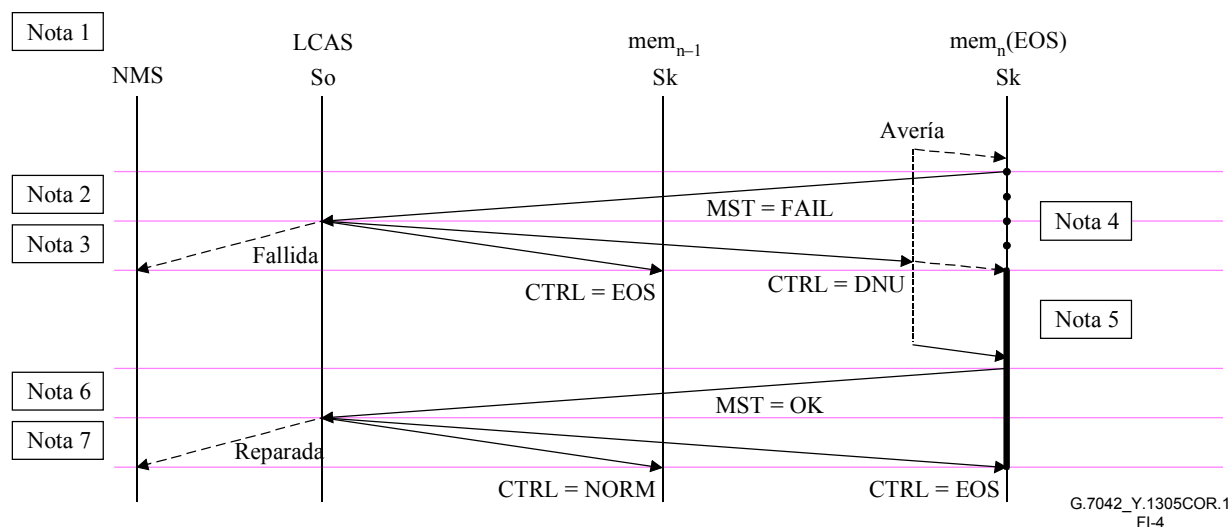 Nota 1
LCAS
mem_{n–1}
mem_n(EOS)
NMS
So
Sk
Sk
Avería
Nota 2
MST = FAIL
Nota 4
Nota 3
Fallida
CTRL = EOS
CTRL = DNU
Nota 5
Nota 6
MST = OK
Nota 7
Reparada
CTRL = NORM
CTRL = EOS
G.7042_Y.1305COR.1
FI-4